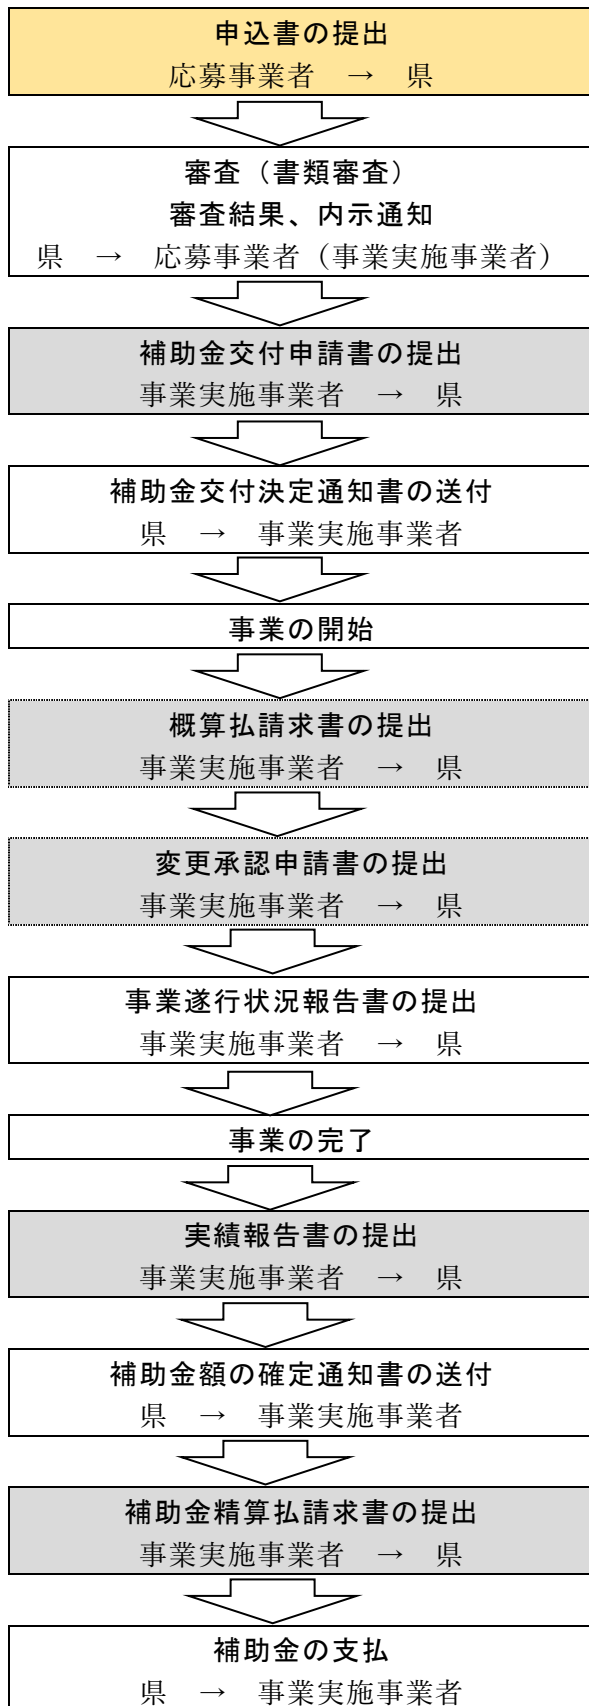 申込書の提出
応募事業者 → 県
審査（書類審査）
審査結果、内示通知
県 → 応募事業者（事業実施事業者）
補助金交付申請書の提出
事業実施事業者 → 県
補助金交付決定通知書の送付
県 → 事業実施事業者
事業の開始
概算払請求書の提出
事業実施事業者 → 県
変更承認申請書の提出
事業実施事業者 → 県
事業遂行状況報告書の提出
事業実施事業者 → 県
事業の完了
実績報告書の提出
事業実施事業者 → 県
補助金額の確定通知書の送付
県 → 事業実施事業者
補助金精算払請求書の提出
事業実施事業者 → 県
補助金の支払
県 → 事業実施事業者